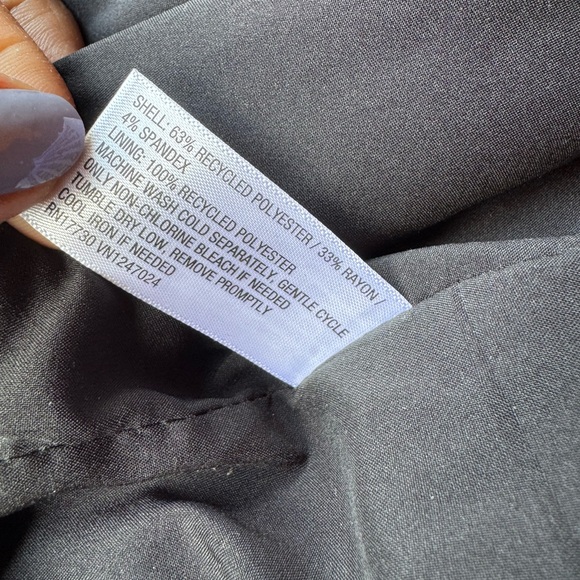 SHELL: 63% RECYCLED POLYESTER / 33% RAYON /
4% SPANDEX
LINING: 100% RECYCLED POLYESTER
MACHINE WASH COLD SEPARATELY, GENTLE CYCLE
ONLY NON-CHLORINE BLEACH IF NEEDED
TUMBLE DRY LOW, REMOVE PROMPTLY
COOL IRON IF NEEDED
RN17730 VN1247024